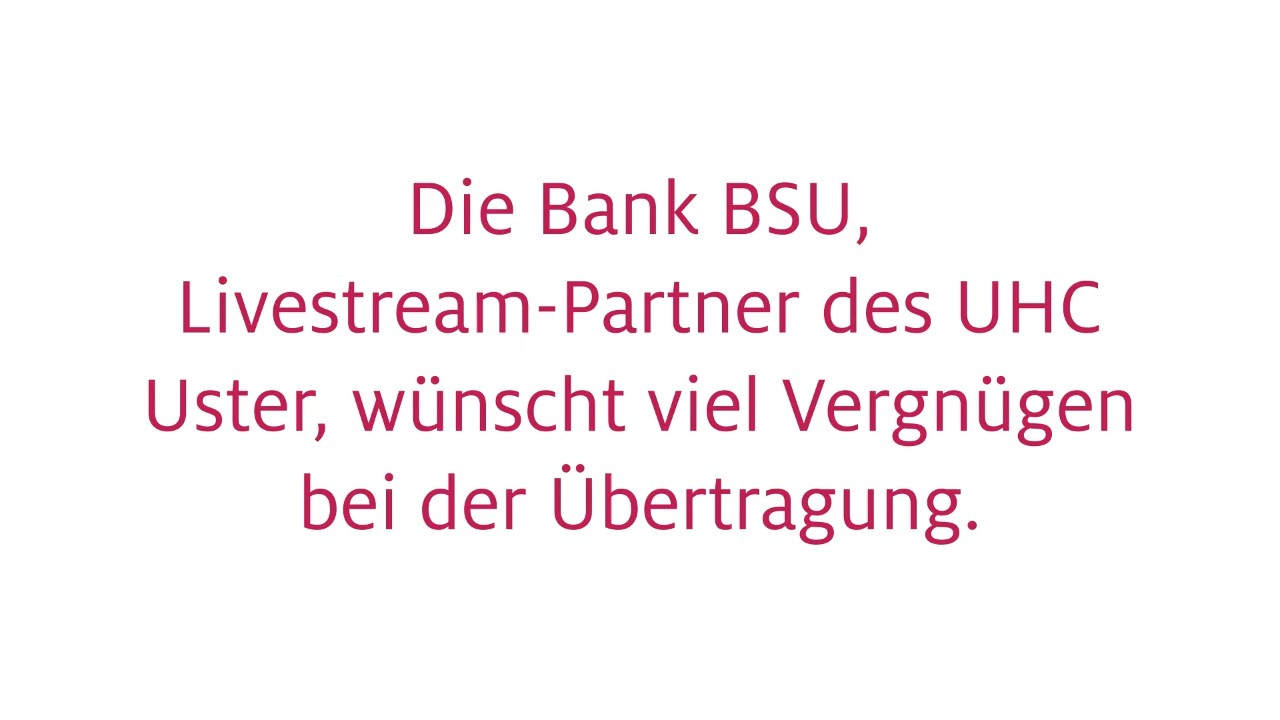 Die Bank BSU,
Livestream-Partner des UHC
Uster, wünscht viel Vergnügen
bei der Übertragung.